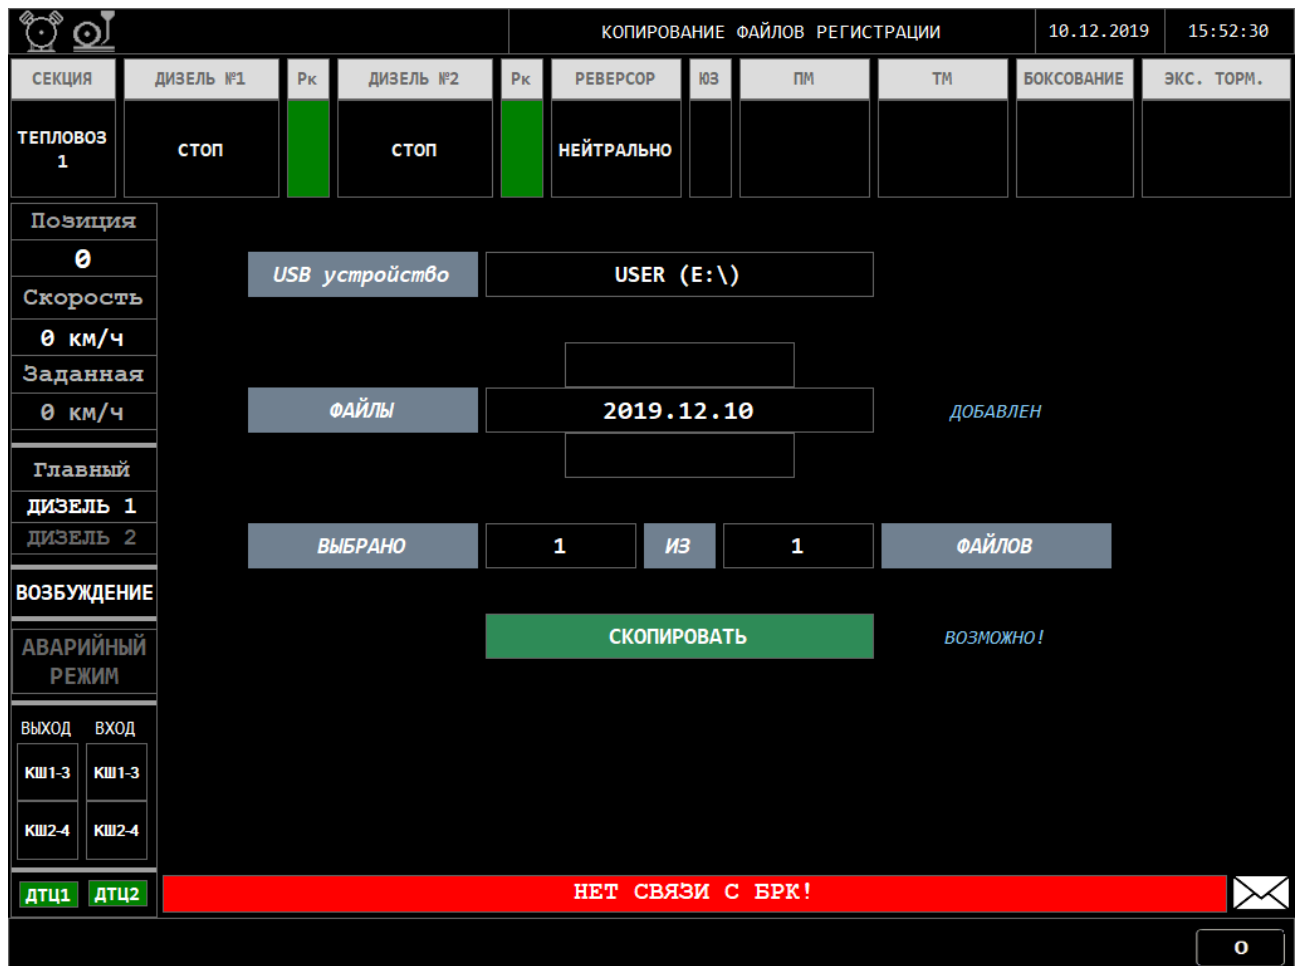 КОПИРОВАНИЕ ФАЙЛОВ РЕГИСТРАЦИИ 10.12.2019 15:52:30
СЕКЦИЯ ДИЗЕЛЬ №1 Рк ДИЗЕЛЬ №2 Рк РЕВЕРСОР ЮЗ ПМ ТМ БОКСОВАНИЕ ЭКС. ТОРМ.
ТЕПЛОВОЗ
1
СТОП СТОП НЕЙТРАЛЬНО
Позиция
0
Скорость
0 км/ч
Заданная
0 км/ч
Главный
ДИЗЕЛЬ 1
ДИЗЕЛЬ 2
ВОЗБУЖДЕНИЕ
АВАРИЙНЫЙ
РЕЖИМ
ВЫХОД ВХОД
КШ1-3 КШ1-3
КШ2-4 КШ2-4
ДТЦ1 ДТЦ2
USB устройство USER (E:\)
ФАЙЛЫ 2019.12.10 ДОБАВЛЕН
ВЫБРАНО 1 ИЗ 1 ФАЙЛОВ
СКОПИРОВАТЬ ВОЗМОЖНО!
НЕТ СВЯЗИ С БРК!
О